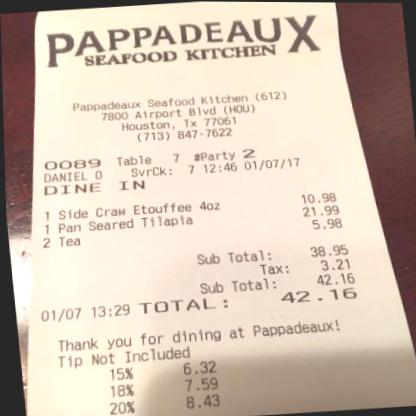 PAPPADEAUX
SEAFOOD KITCHEN
Pappadeaux Seafood Kitchen (612)
7800 Airport Blvd (HOU)
Houston, Tx 77061
(713) 847-7622
0089 Table 7 #Party 2
DANIEL O SvrCk: 7 12:46 01/07/17
DINE IN
1 Side Craw Etouffee 4oz 10.98
1 Pan Seared Tilapia 21.99
2 Tea 5.98
Sub Total: 38.95
Tax: 3.21
Sub Total: 42.16
01/07 13:29 TOTAL: 42.16
Thank you for dining at Pappadeaux!
Tip Not Included
15% 6.32
18% 7.59
20% 8.43